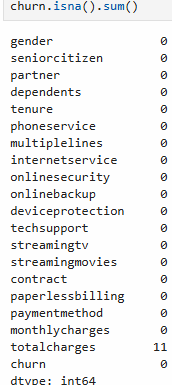 churn.isna().sum()
gender 0
seniorcitizen 0
partner 0
dependents 0
tenure 0
phoneservice 0
multiplelines 0
internetservice 0
onlinesecurity 0
onlinebackup 0
deviceprotection 0
techsupport 0
streamingtv 0
streamingmovies 0
contract 0
paperlessbilling 0
paymentmethod 0
monthlycharges 0
totalcharges 11
churn 0
dtype: int64